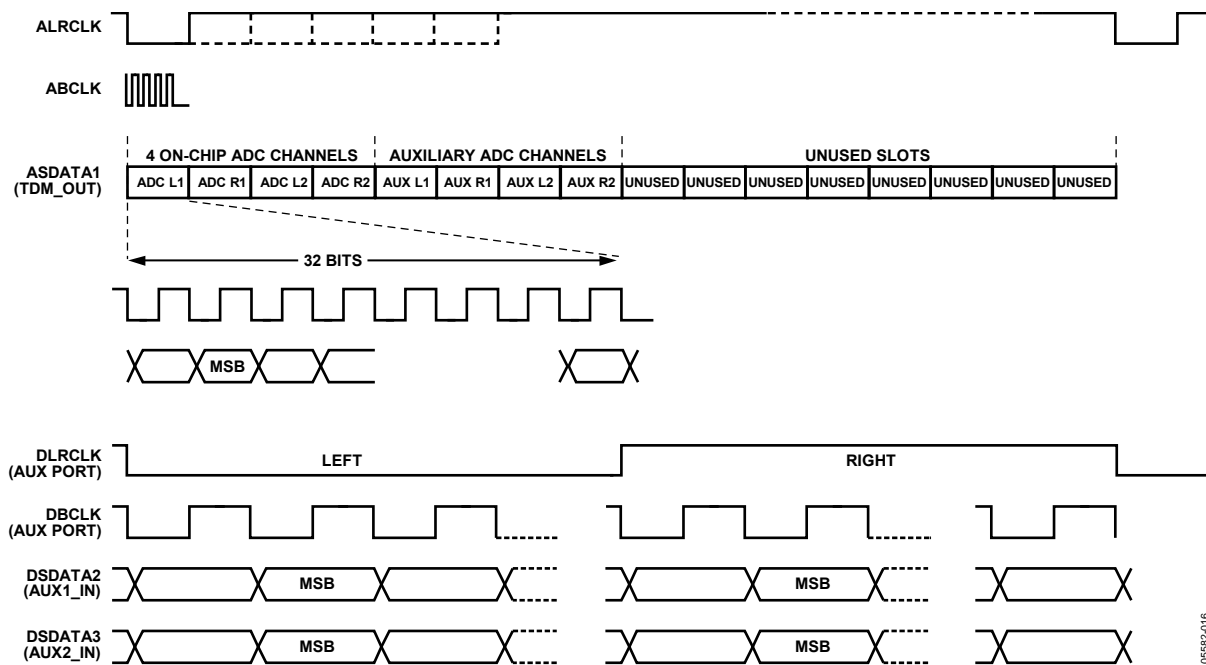 ALRCLK
ABCLK
4 ON-CHIP ADC CHANNELS AUXILIARY ADC CHANNELS UNUSED SLOTS
ASDATA1
(TDM_OUT)
ADC L1 ADC R1 ADC L2 ADC R2 AUX L1 AUX R1 AUX L2 AUX R2 UNUSED UNUSED UNUSED UNUSED UNUSED UNUSED UNUSED UNUSED
32 BITS
MSB
DLRCLK
(AUX PORT)
LEFT RIGHT
DBCLK
(AUX PORT)
DSDATA2
(AUX1_IN)
MSB MSB
DSDATA3
(AUX2_IN)
MSB MSB
05582-016